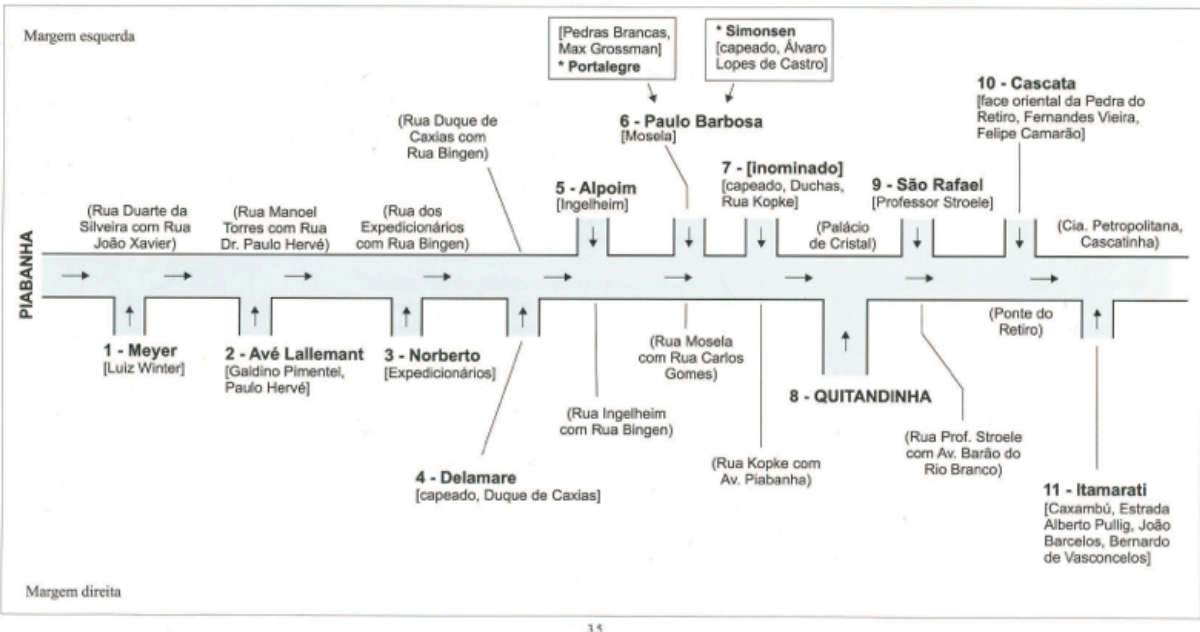 Margem esquerda
[Pedras Brancas,
Max Grossman]
* Portalegre
* Simonsen
[capeado, Álvaro
Lopes de Castro]
10 - Cascata
[face oriental da Pedra do
Retiro, Fernandes Vieira,
Felipe Camarão]
6 - Paulo Barbosa
[Mosela]
(Rua Duque de
Caxias com
Rua Bingen)
5 - Alpoim
[Ingelheim]
7 - [inominado]
[capeado, Duchas,
Rua Kopke]
9 - São Rafael
[Professor Stroele]
(Rua Duarte da
Silveira com Rua
João Xavier)
(Rua Manoel
Torres com Rua
Dr. Paulo Hervé)
(Rua dos
Expedicionários
com Rua Bingen)
(Palácio
de Cristal)
(Cia. Petropolitana,
Cascatinha)
PIABANHA
1 - Meyer
[Luiz Winter]
2 - Avé Lallemant
[Galdino Pimentel,
Paulo Hervé]
3 - Norberto
[Expedicionários]
(Rua Mosela
com Rua Carlos
Gomes)
(Ponte do
Retiro)
8 - QUITANDINHA
(Rua Ingelheim
com Rua Bingen)
(Rua Prof. Stroele
com Av. Barão do
Rio Branco)
4 - Delamare
[capeado, Duque de Caxias]
(Rua Kopke com
Av. Piabanha)
11 - Itamarati
[Caxambú, Estrada
Alberto Pullig, João
Barcelos, Bernardo
de Vasconcelos]
Margem direita
35